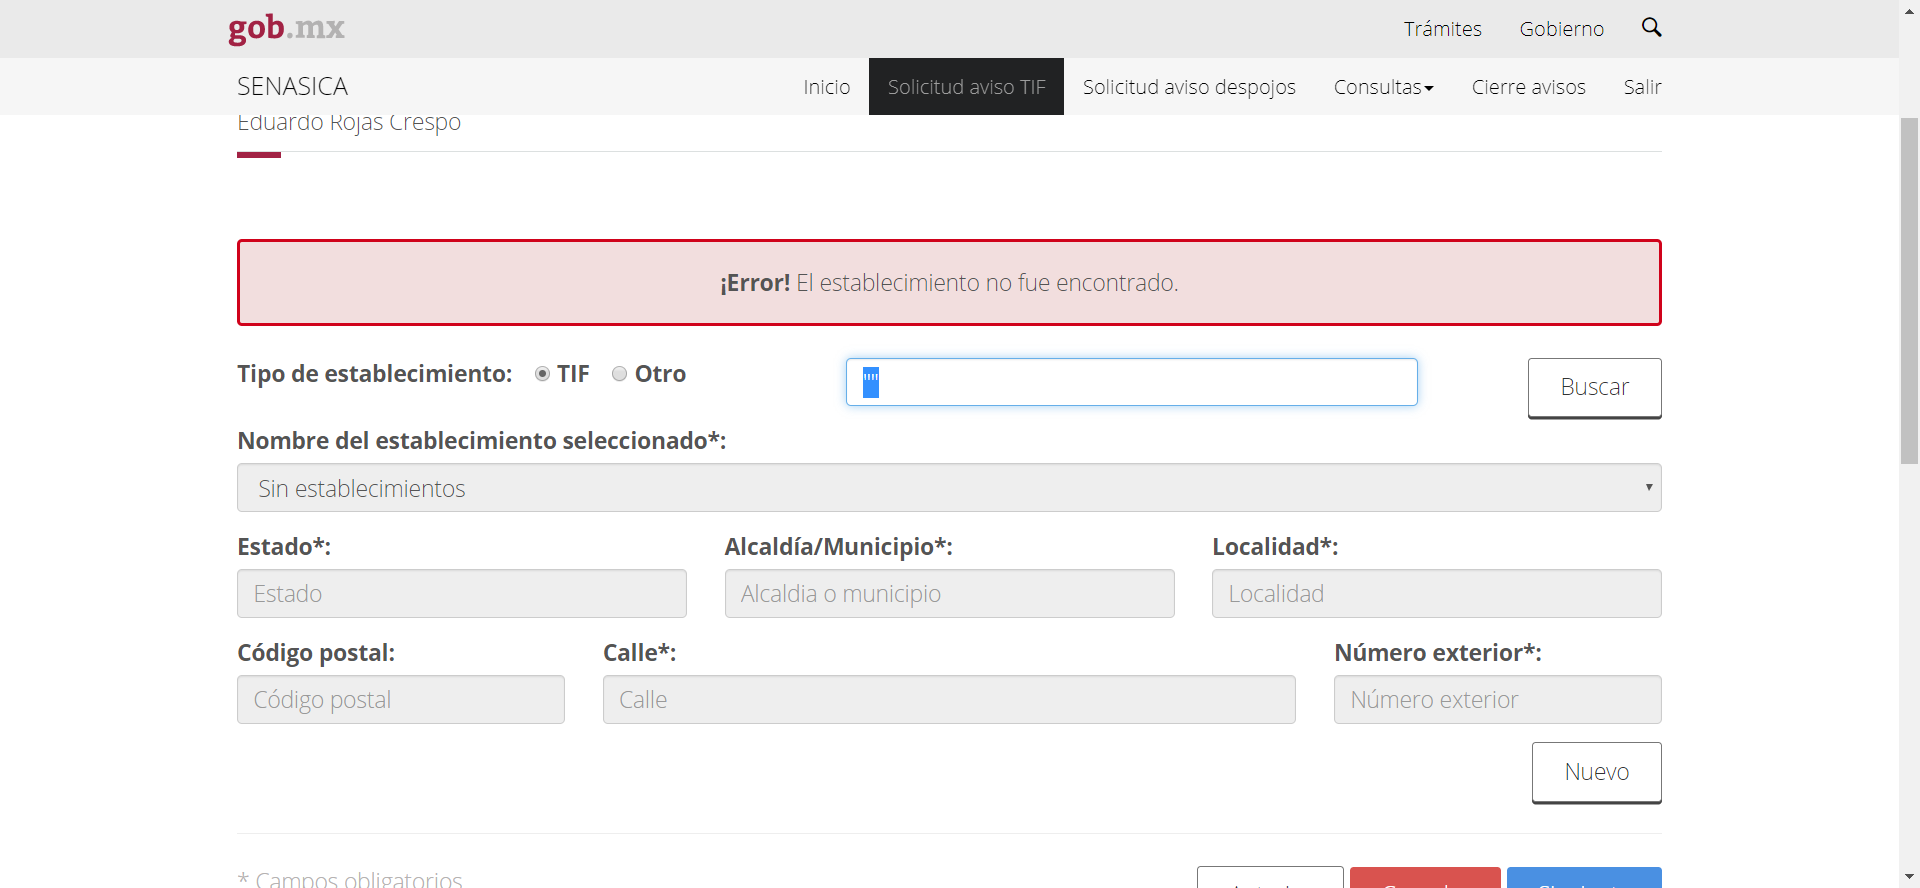 gob.mx
Trámites Gobierno
SENASICA
Inicio Solicitud aviso TIF Solicitud aviso despojos Consultas Cierre avisos Salir
Eduardo Rojas Crespo
¡Error! El establecimiento no fue encontrado.
Tipo de establecimiento: TIF Otro
""
Buscar
Nombre del establecimiento seleccionado*:
Sin establecimientos
Estado*: Alcaldía/Municipio*: Localidad*:
Estado Alcaldia o municipio Localidad
Código postal: Calle*: Número exterior*:
Código postal Calle Número exterior
Nuevo
* Campos obligatorios